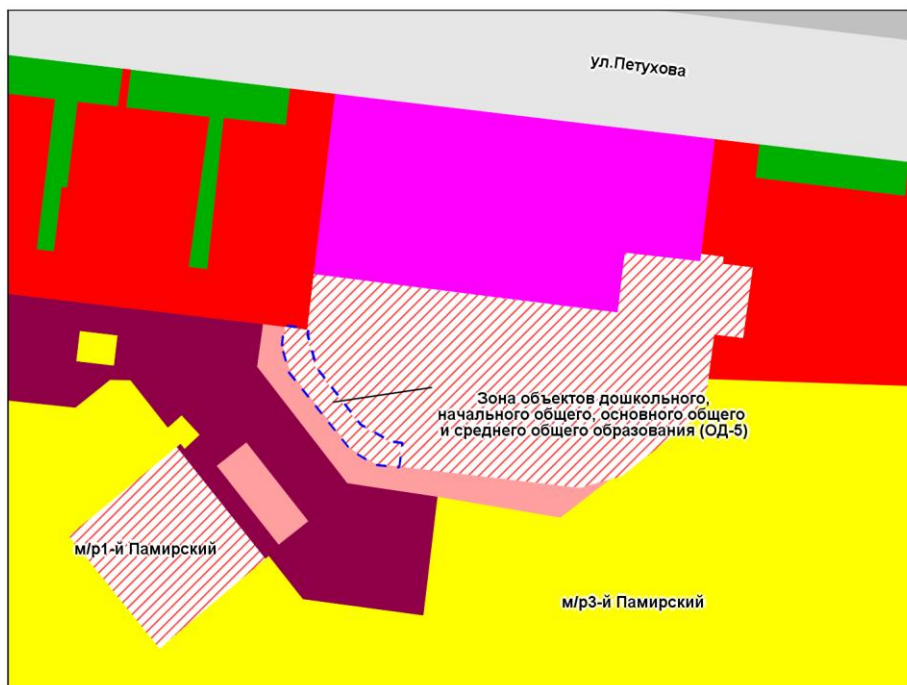 ул.Петухова
Зона объектов дошкольного,
начального общего, основного общего
и среднего общего образования (ОД-5)
м/р1-й Памирский
м/р3-й Памирский